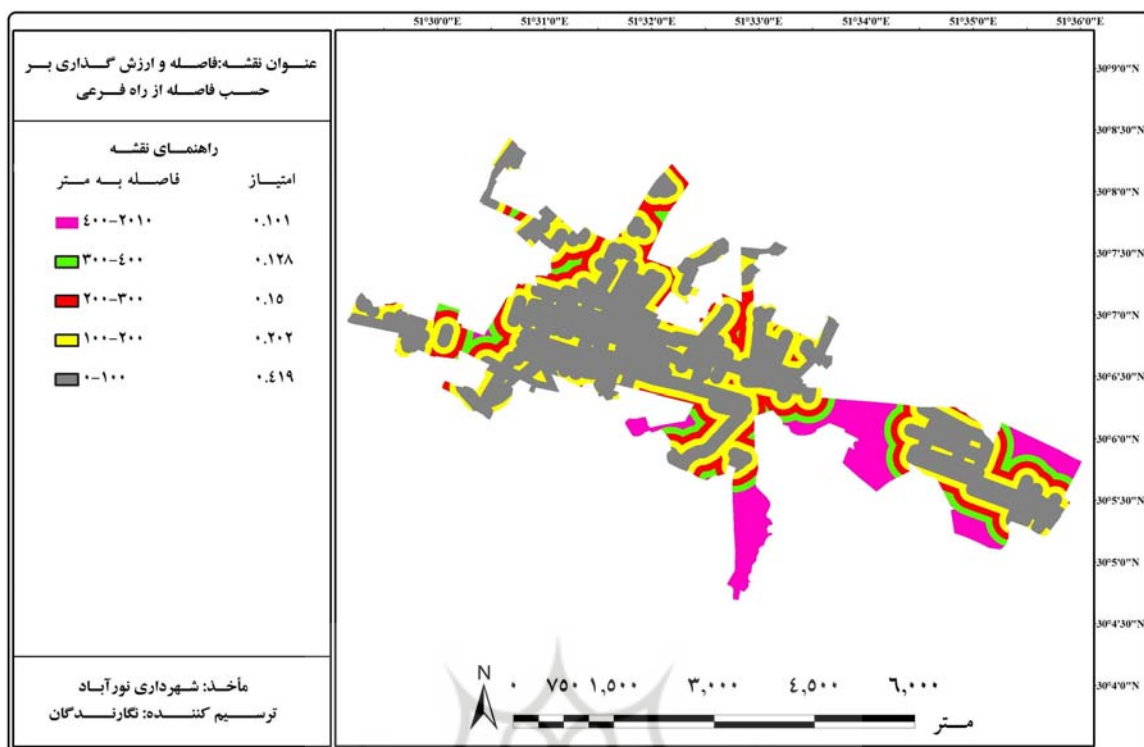 51°30'0"E 51°31'0"E 51°32'0"E 51°33'0"E 51°34'0"E 51°35'0"E 51°36'0"E
عنوان نقشه:فاصله و ارزش گذاری بر
حسب فاصله از راه فرعی
راهنمای نقشه
فاصله به متر امتیاز
٤۰۰-۲۰۱۰ ۰.۱۰۱
۳۰۰-٤۰۰ ۰.۱۲۸
۲۰۰-۳۰۰ ۰.۱۵
۱۰۰-۲۰۰ ۰.۲۰۲
۰-۱۰۰ ۰.٤۱۹
مأخذ: شهرداری نورآباد
ترسیم کننده: نگارندگان
30°9'0"N
30°8'30"N
30°8'0"N
30°7'30"N
30°7'0"N
30°6'30"N
30°6'0"N
30°5'30"N
30°5'0"N
30°4'30"N
30°4'0"N
N
۰ ۷۵۰ ۱,۵۰۰ ۳,۰۰۰ ٤,۵۰۰ ٦,۰۰۰
متر